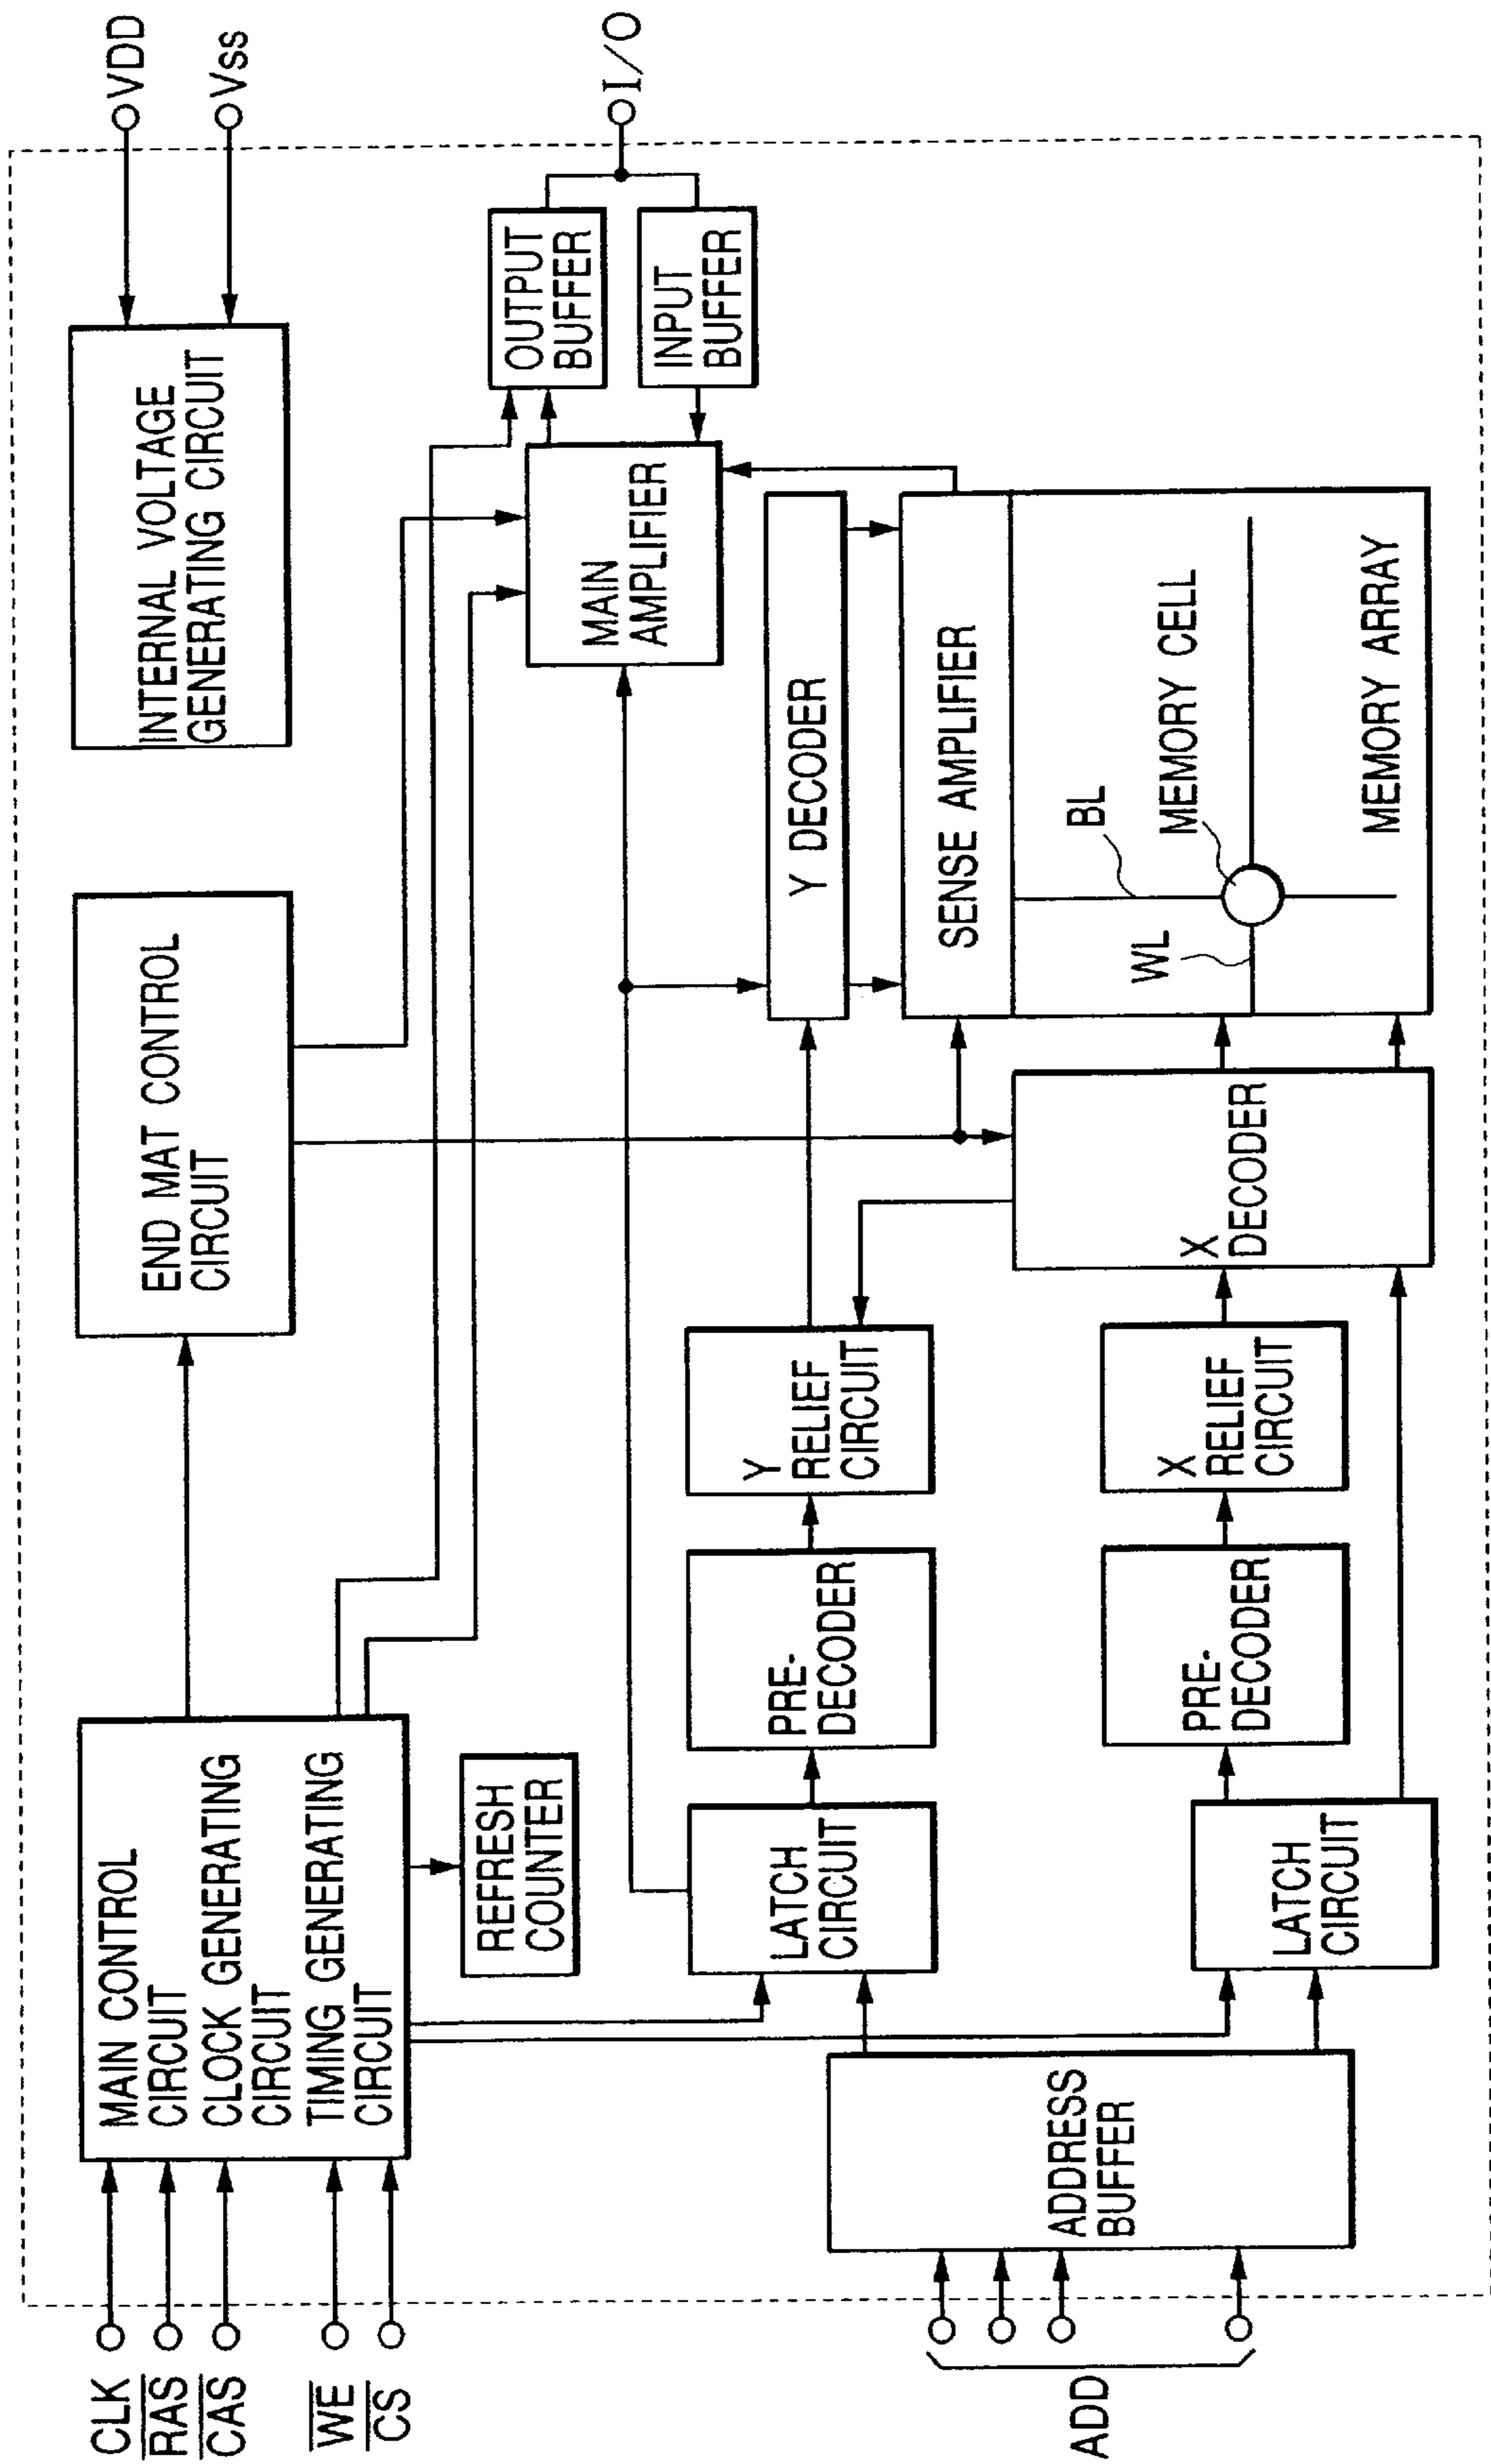 CLK
RAS
CAS
WE
CS
MAIN CONTROL
CIRCUIT
CLOCK GENERATING
CIRCUIT
TIMING GENERATING
CIRCUIT
END MAT CONTROL
CIRCUIT
INTERNAL VOLTAGE
GENERATING CIRCUIT
VDD
Vss
REFRESH
COUNTER
MAIN
AMPLIFIER
OUTPUT
BUFFER
INPUT
BUFFER
I/O
LATCH
CIRCUIT
PRE-
DECODER
Y
RELIEF
CIRCUIT
Y DECODER
SENSE AMPLIFIER
ADD
ADDRESS
BUFFER
LATCH
CIRCUIT
PRE-
DECODER
X
RELIEF
CIRCUIT
X
DECODER
WL
BL
MEMORY CELL
MEMORY ARRAY